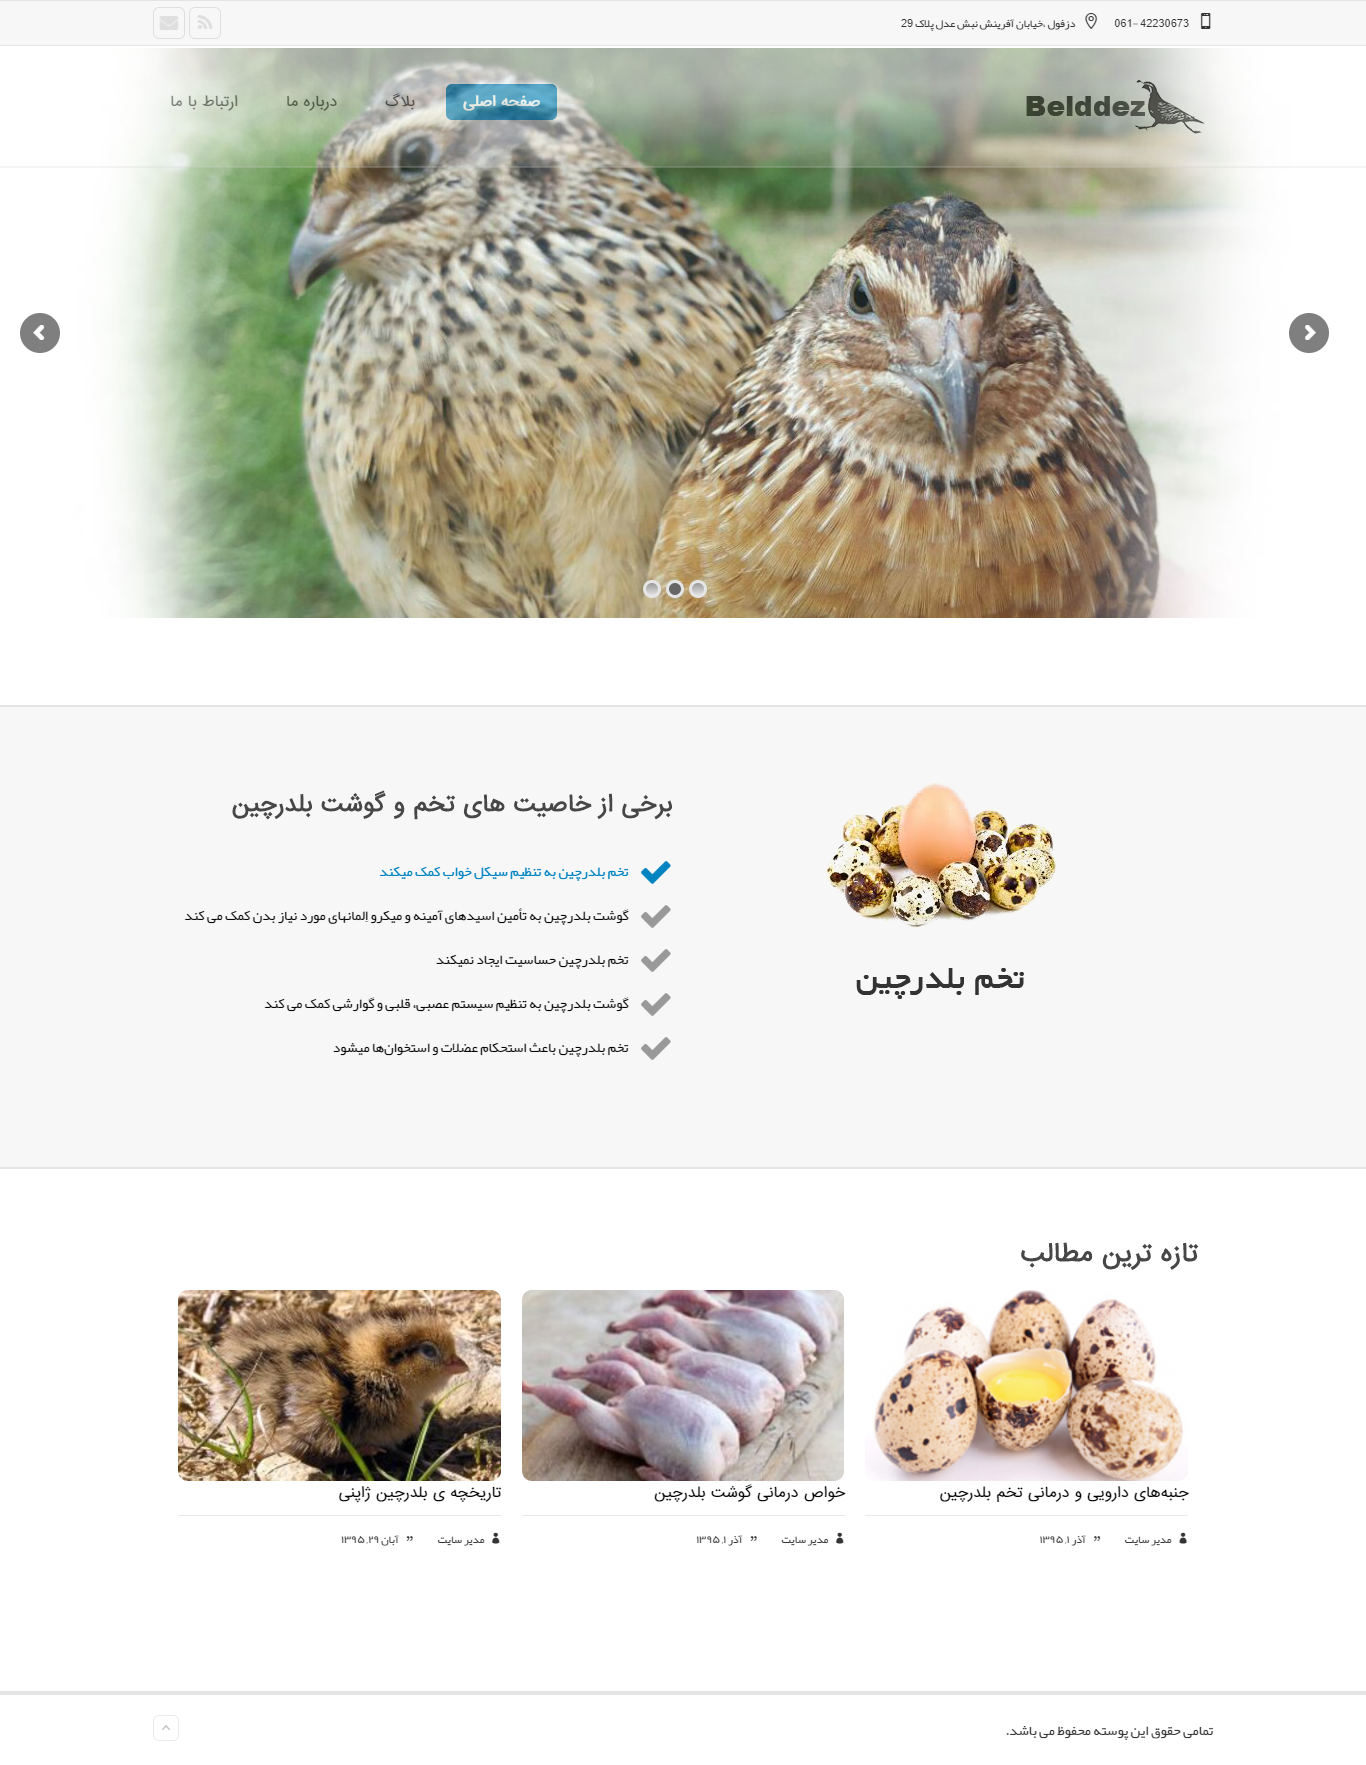 061- 42230673
دزفول ،خیابان آفرینش نبش عدل پلاک 29
Belddez
صفحه اصلی
بلاگ
درباره ما
ارتباط با ما
تخم بلدرچین
برخی از خاصیت های تخم و گوشت بلدرچین
تخم بلدرچین به تنظیم سیکل خواب کمک میکند
گوشت بلدرچین به تأمین اسیدهای آمینه و میکرو اِلمانهای مورد نیاز بدن کمک می کند
تخم بلدرچین حساسیت ایجاد نمیکند
گوشت بلدرچین به تنظیم سیستم عصبی، قلبی و گوارشی کمک می کند
تخم بلدرچین باعث استحکام عضلات و استخوان‌ها میشود
تازه ترین مطالب
جنبه‌های دارویی و درمانی تخم بلدرچین
مدیر سایت
آذر ۱, ۱۳۹۵
خواص درمانی گوشت بلدرچین
مدیر سایت
آذر ۱, ۱۳۹۵
تاریخچه ی بلدرچین ژاپنی
مدیر سایت
آبان ۲۹, ۱۳۹۵
تمامی حقوق این پوسته محفوظ می باشد.